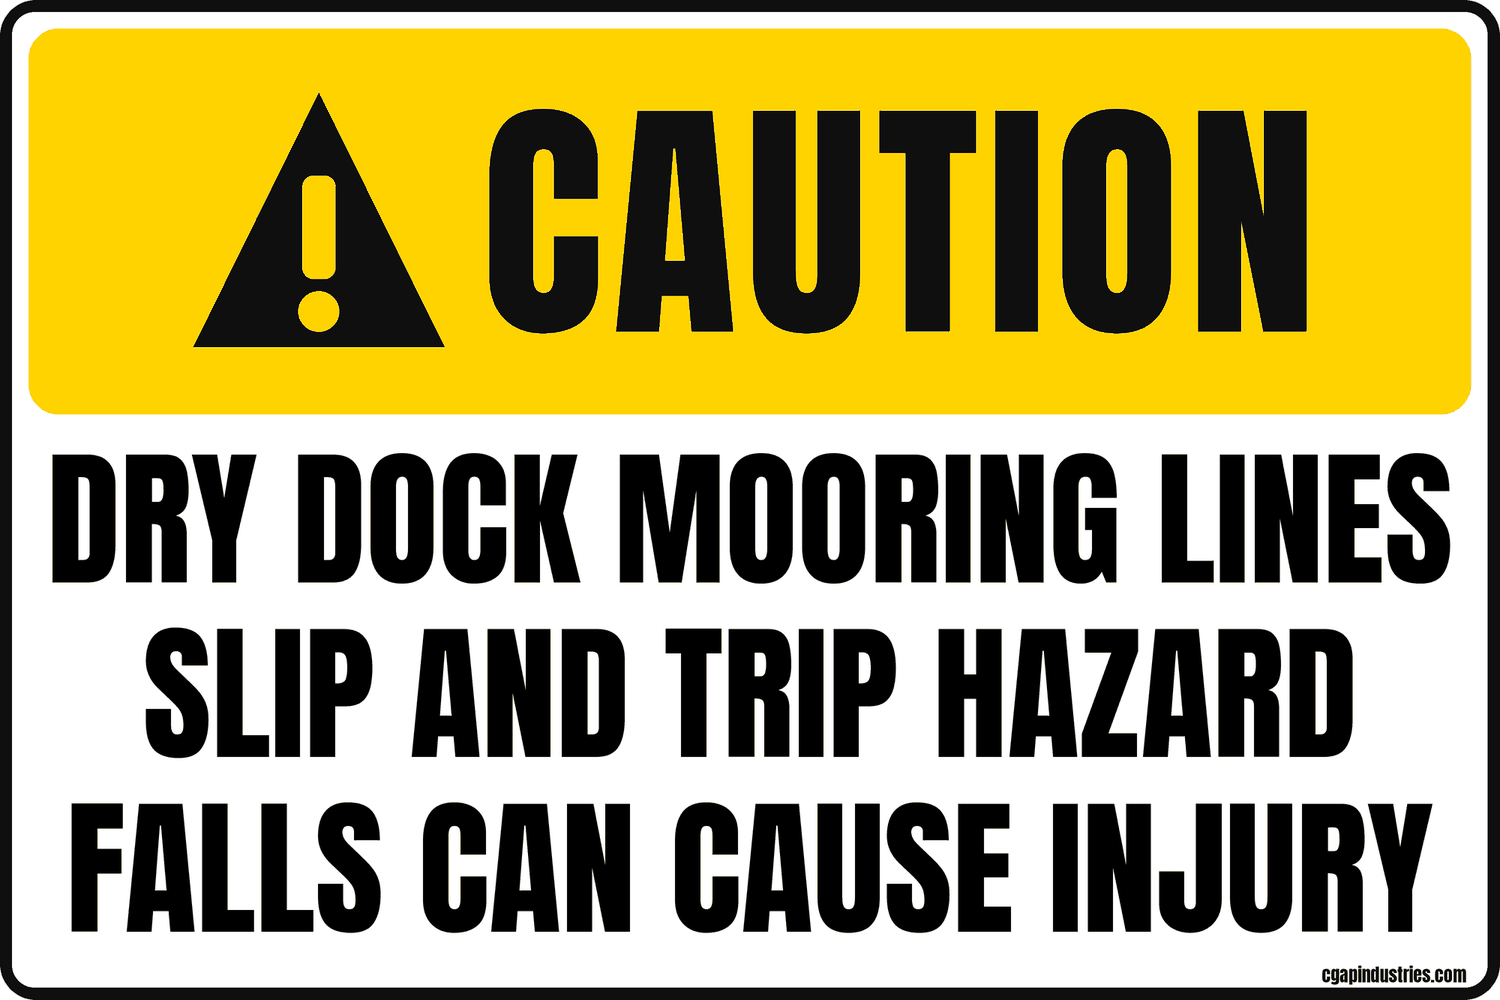 CAUTION
DRY DOCK MOORING LINES
SLIP AND TRIP HAZARD
FALLS CAN CAUSE INJURY
cgapindustries.com